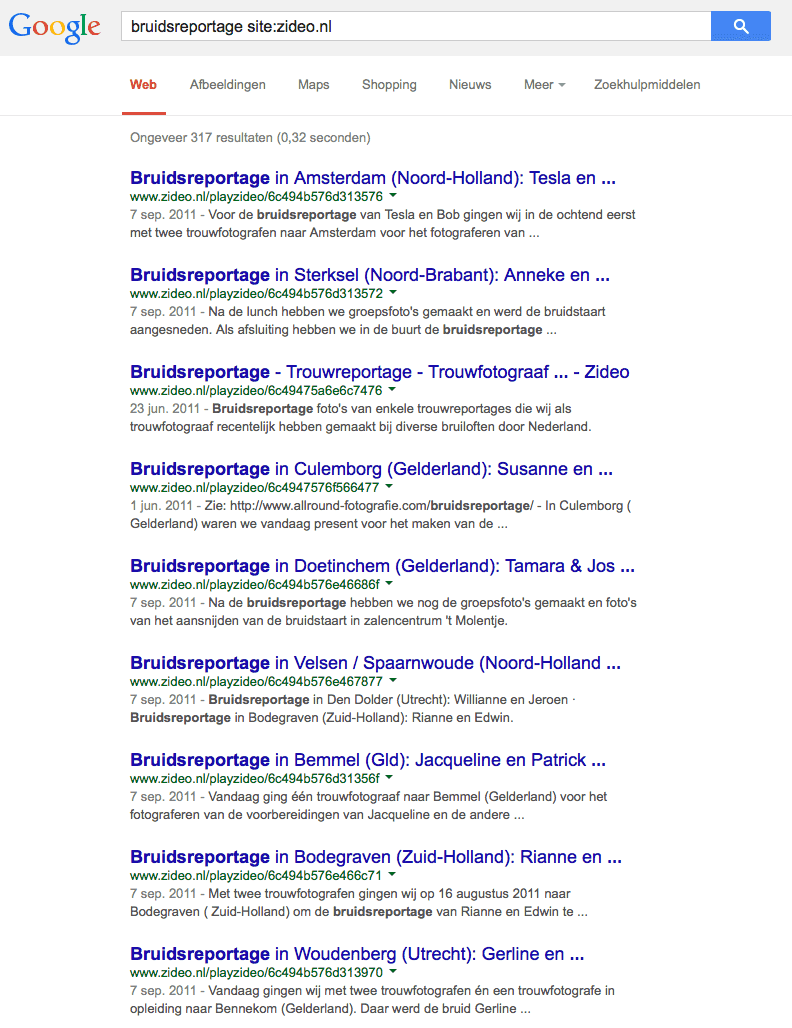 Google
bruidsreportage site:zideo.nl
Web Afbeeldingen Maps Shopping Nieuws Meer Zoekhulpmiddelen
Ongeveer 317 resultaten (0,32 seconden)
Bruidsreportage in Amsterdam (Noord-Holland): Tesla en ...
www.zideo.nl/playzideo/6c494b576d313576
7 sep. 2011 - Voor de bruidsreportage van Tesla en Bob gingen wij in de ochtend eerst
met twee trouwfotografen naar Amsterdam voor het fotograferen van ...
Bruidsreportage in Sterksel (Noord-Brabant): Anneke en ...
www.zideo.nl/playzideo/6c494b576d313572
7 sep. 2011 - Na de lunch hebben we groepsfoto's gemaakt en werd de bruidstaart
aangesneden. Als afsluiting hebben we in de buurt de bruidsreportage ...
Bruidsreportage - Trouwreportage - Trouwfotograaf ... - Zideo
www.zideo.nl/playzideo/6c49475a6e6c7476
23 jun. 2011 - Bruidsreportage foto's van enkele trouwreportages die wij als
trouwfotograaf recentelijk hebben gemaakt bij diverse bruiloften door Nederland.
Bruidsreportage in Culemborg (Gelderland): Susanne en ...
www.zideo.nl/playzideo/6c4947576f566477
1 jun. 2011 - Zie: http://www.allround-fotografie.com/bruidsreportage/ - In Culemborg (
Gelderland) waren we vandaag present voor het maken van de ...
Bruidsreportage in Doetinchem (Gelderland): Tamara & Jos ...
www.zideo.nl/playzideo/6c494b576e46686f
7 sep. 2011 - Na de bruidsreportage hebben we nog de groepsfoto's gemaakt en foto's
van het aansnijden van de bruidstaart in zalencentrum 't Molentje.
Bruidsreportage in Velsen / Spaarnwoude (Noord-Holland ...
www.zideo.nl/playzideo/6c494b576e467877
7 sep. 2011 - Bruidsreportage in Den Dolder (Utrecht): Willianne en Jeroen ·
Bruidsreportage in Bodegraven (Zuid-Holland): Rianne en Edwin.
Bruidsreportage in Bemmel (Gld): Jacqueline en Patrick ...
www.zideo.nl/playzideo/6c494b576d31356f
7 sep. 2011 - Vandaag ging één trouwfotograaf naar Bemmel (Gelderland) voor het
fotograferen van de voorbereidingen van Jacqueline en de andere ...
Bruidsreportage in Bodegraven (Zuid-Holland): Rianne en ...
www.zideo.nl/playzideo/6c494b576e466c71
7 sep. 2011 - Met twee trouwfotografen gingen wij op 16 augustus 2011 naar
Bodegraven ( Zuid-Holland) om de bruidsreportage van Rianne en Edwin te ...
Bruidsreportage in Woudenberg (Utrecht): Gerline en ...
www.zideo.nl/playzideo/6c494b576d313970
7 sep. 2011 - Vandaag gingen wij met twee trouwfotografen én een trouwfotografe in
opleiding naar Bennekom (Gelderland). Daar werd de bruid Gerline ...